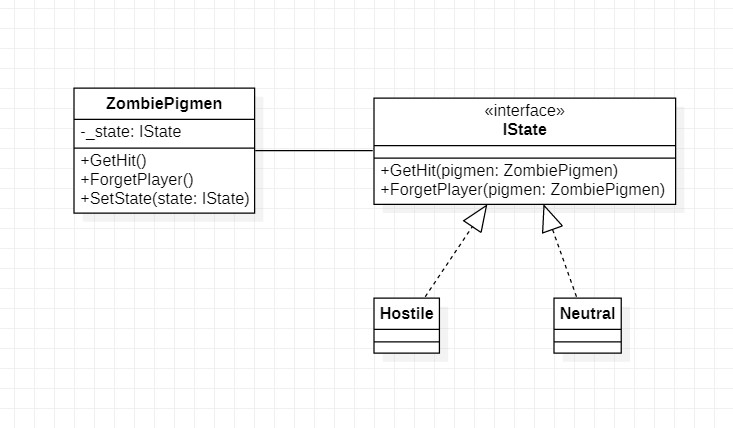 ZombiePigmen
-_state: IState
+GetHit()
+ForgetPlayer()
+SetState(state: IState)
«interface»
IState
+GetHit(pigmen: ZombiePigmen)
+ForgetPlayer(pigmen: ZombiePigmen)
Hostile
Neutral